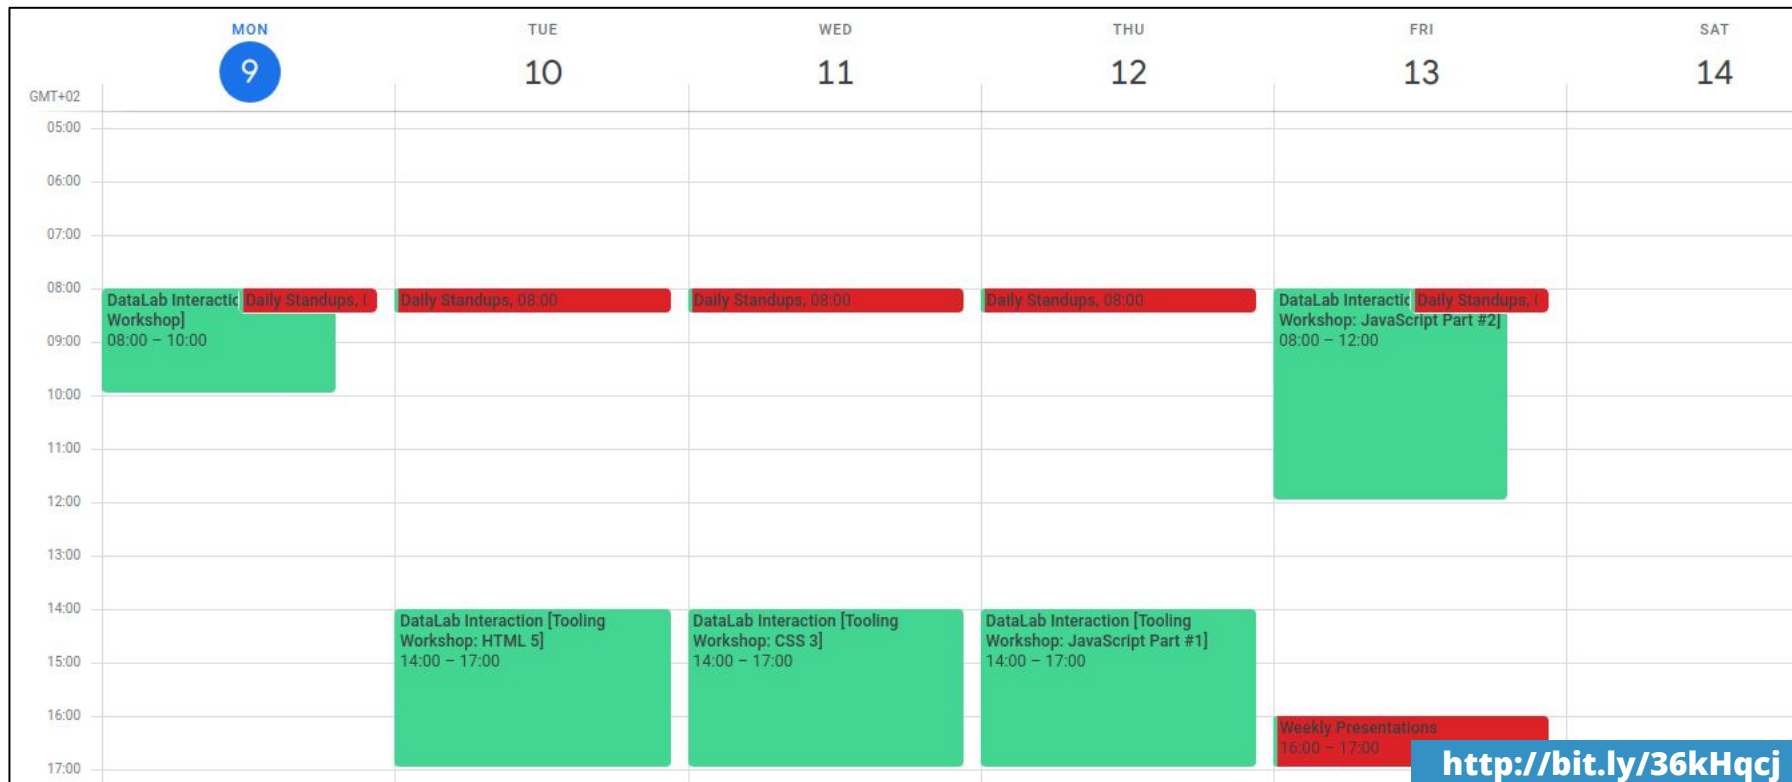 MON TUE WED THU FRI SAT
9 10 11 12 13 14
GMT+02
05:00
06:00
07:00
08:00
09:00
10:00
11:00
12:00
13:00
14:00
15:00
16:00
17:00
DataLab Interactio
Workshop]
08:00 – 10:00
Daily Standups,
Daily Standups, 08:00
DataLab Interaction [Tooling
Workshop: HTML 5]
14:00 – 17:00
Daily Standups, 08:00
DataLab Interaction [Tooling
Workshop: CSS 3]
14:00 – 17:00
Daily Standups, 08:00
DataLab Interaction [Tooling
Workshop: JavaScript Part #1]
14:00 – 17:00
DataLab Interactio
Workshop: JavaScript Part #2]
08:00 – 12:00
Daily Standups,
Weekly Presentations
16:00 – 17:00
http://bit.ly/36kHqcj